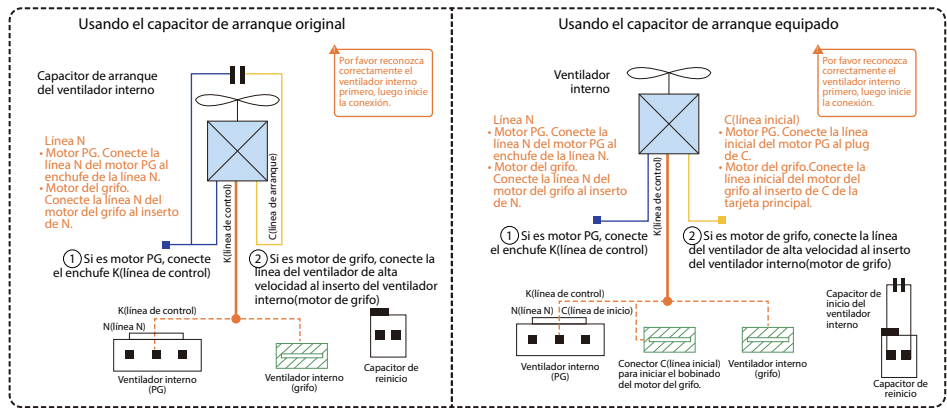 Usando el capacitor de arranque original
Capacitor de arranque
del ventilador interno
Por favor reconozca
correctamente el
ventilador interno
primero, luego inicie
la conexión.
Línea N
• Motor PG. Conecte la
línea N del motor PG al
enchufe de la línea N.
• Motor del grifo.
Conecte la línea N del
motor del grifo al inserto
de N.
K(línea de control)
C(línea de arranque)
1 Si es motor PG, conecte
el enchufe K(línea de control)
2 Si es motor de grifo, conecte la
línea del ventilador de alta
velocidad al inserto del ventilador
interno(motor de grifo)
K(línea de control)
N(línea N)
Ventilador interno
(PG)
Ventilador interno
(grifo)
Capacitor de
reinicio
Usando el capacitor de arranque equipado
Ventilador
interno
Por favor reconozca
correctamente el
ventilador interno
primero, luego inicie
la conexión.
Línea N
• Motor PG. Conecte la
línea N del motor PG al
enchufe de la línea N.
• Motor del grifo.
Conecte la línea N del
motor del grifo al inserto
de N.
K(línea de control)
C(línea inicial)
• Motor PG. Conecte la línea
inicial del motor PG al plug
de C.
• Motor del grifo.Conecte la
línea inicial del motor del
grifo al inserto de C de la
tarjeta principal.
1 Si es motor PG, conecte
el enchufe K(línea de control)
2 Si es motor de grifo, conecte la línea
del ventilador de alta velocidad al inserto
del ventilador interno(motor de grifo)
K(línea de control)
N(línea N)
C(línea de inicio)
Ventilador interno
(PG)
Conector C(línea inicial)
para iniciar el bobinado
del motor del grifo.
Ventilador interno
(grifo)
Capacitor de
inicio del
ventilador
interno
Capacitor de
reinicio